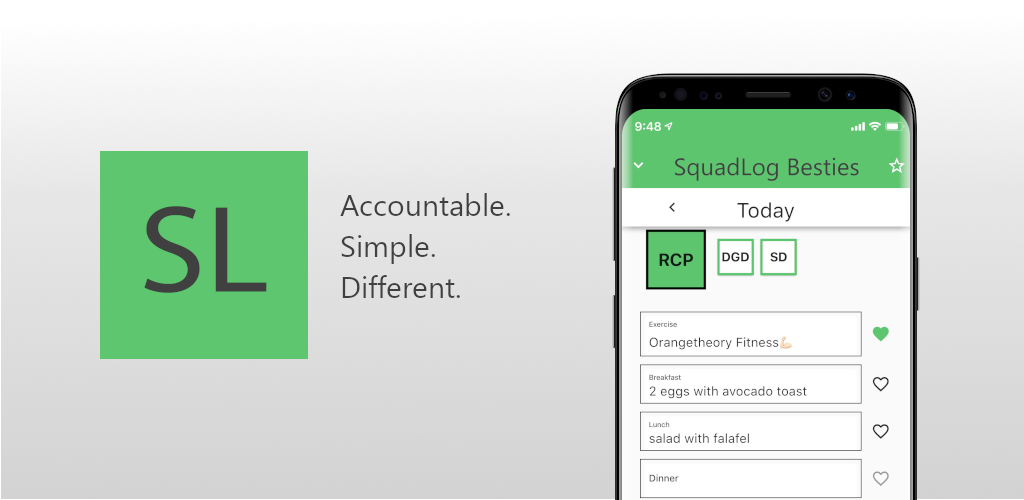 SL
Accountable.
Simple.
Different.
9:48
SquadLog Besties
Today
RCP
DGD
SD
Exercise
Orangetheory Fitness💪🏻
Breakfast
2 eggs with avocado toast
Lunch
salad with falafel
Dinner